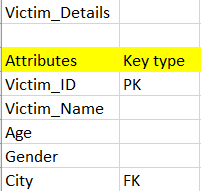 Victim_Details
Attributes Key type
Victim_ID PK
Victim_Name
Age
Gender
City FK